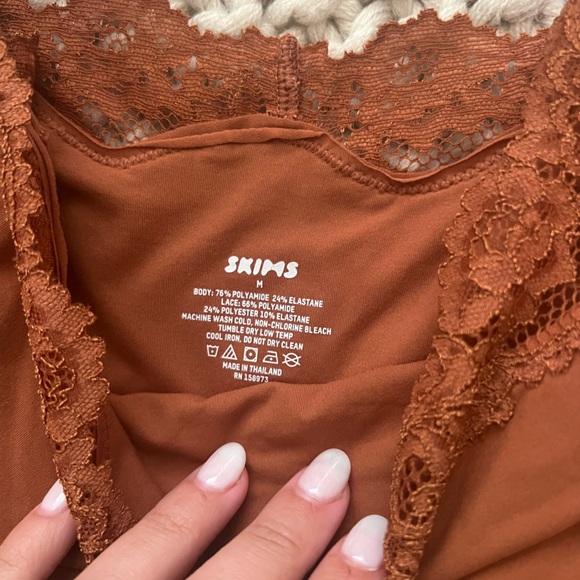 SKIMS
M
BODY: 76% POLYAMIDE 24% ELASTANE
LACE: 66% POLYAMIDE
24% POLYESTER 10% ELASTANE
MACHINE WASH COLD, NON-CHLORINE BLEACH
TUMBLE DRY LOW TEMP
COOL IRON, DO NOT DRY CLEAN
MADE IN THAILAND
RN 158973